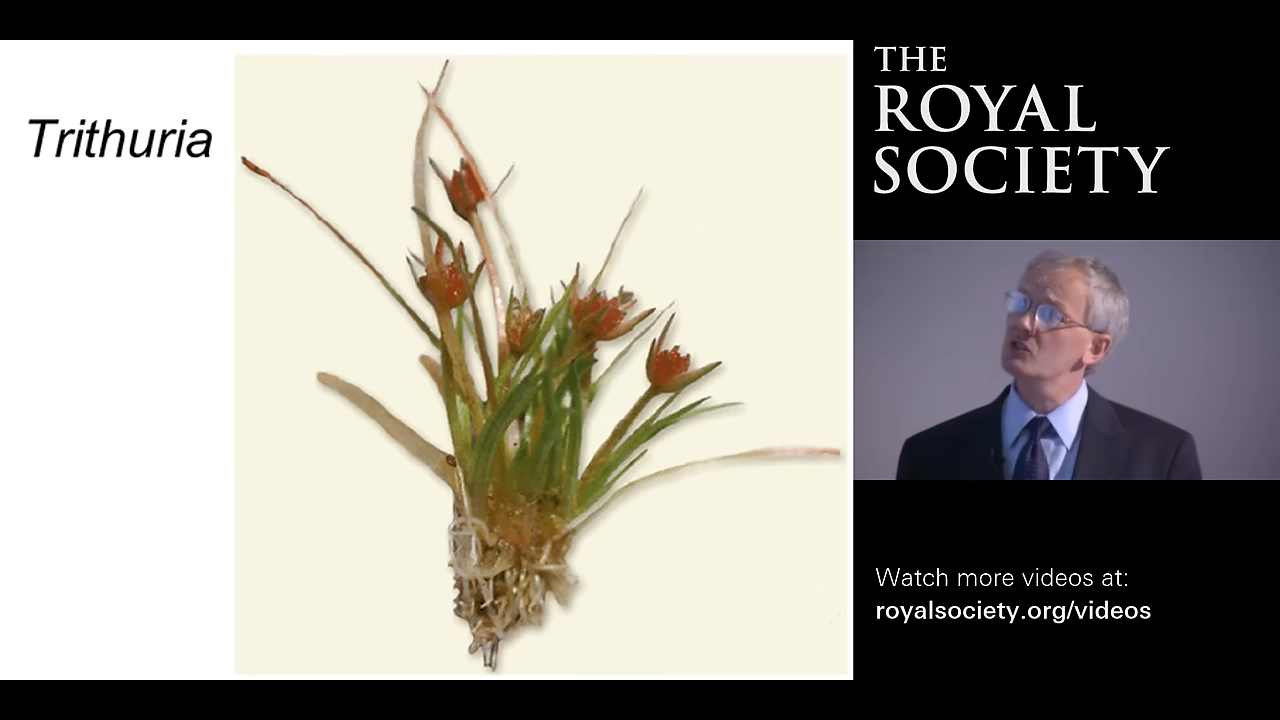 Trithuria
THE
ROYAL
SOCIETY
Watch more videos at:
royalsociety.org/videos